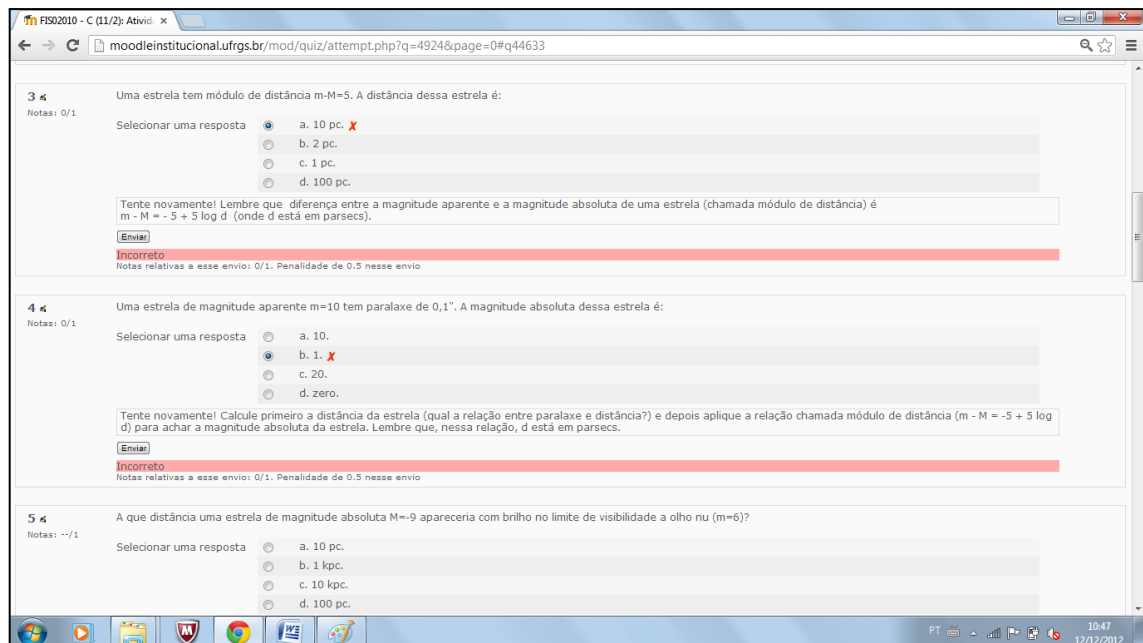 FIS02010 - C (11/2): Ativid
moodleinstitucional.ufrgs.br/mod/quiz/attempt.php?q=4924&page=0#q44633
3
Uma estrela tem módulo de distância m-M=5. A distância dessa estrela é:
Notas: 0/1
Selecionar uma resposta
a. 10 pc.
b. 2 pc.
c. 1 pc.
d. 100 pc.
Tente novamente! Lembre que diferença entre a magnitude aparente e a magnitude absoluta de uma estrela (chamada módulo de distância) é
m - M = - 5 + 5 log d (onde d está em parsecs).
Enviar
Incorreto
Notas relativas a esse envio: 0/1. Penalidade de 0.5 nesse envio
4
Uma estrela de magnitude aparente m=10 tem paralaxe de 0,1". A magnitude absoluta dessa estrela é:
Notas: 0/1
Selecionar uma resposta
a. 10.
b. 1.
c. 20.
d. zero.
Tente novamente! Calcule primeiro a distância da estrela (qual a relação entre paralaxe e distância?) e depois aplique a relação chamada módulo de distância (m - M = -5 + 5 log
d) para achar a magnitude absoluta da estrela. Lembre que, nessa relação, d está em parsecs.
Enviar
Incorreto
Notas relativas a esse envio: 0/1. Penalidade de 0.5 nesse envio
5
A que distância uma estrela de magnitude absoluta M=-9 apareceria com brilho no limite de visibilidade a olho nu (m=6)?
Notas: --/1
Selecionar uma resposta
a. 10 pc.
b. 1 kpc.
c. 10 kpc.
d. 100 pc.
PT
10:47
12/12/2012